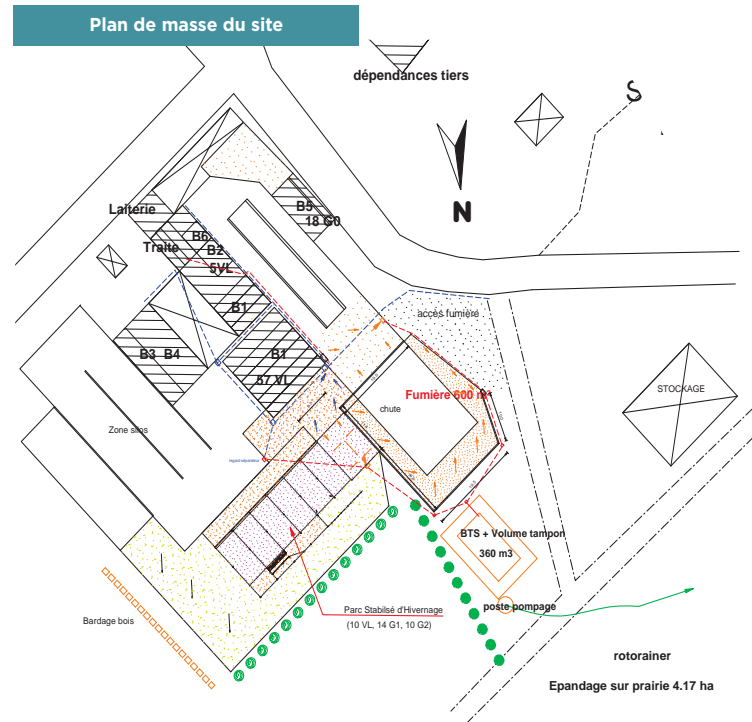 Plan de masse du site
dépendances tiers
S
N
Laiterie
B5
18 G0
B6
Traite
B2
5VL
B1
accès fumière
B3 B4
B1
57 VL
Fumière 600 m²
STOCKAGE
chute
Zone silos
regard séparateur
BTS + Volume tampon
360 m3
poste pompage
Parc Stabilsé d'Hivernage
(10 VL, 14 G1, 10 G2)
Bardage bois
rotorainer
Epandage sur prairie 4.17 ha